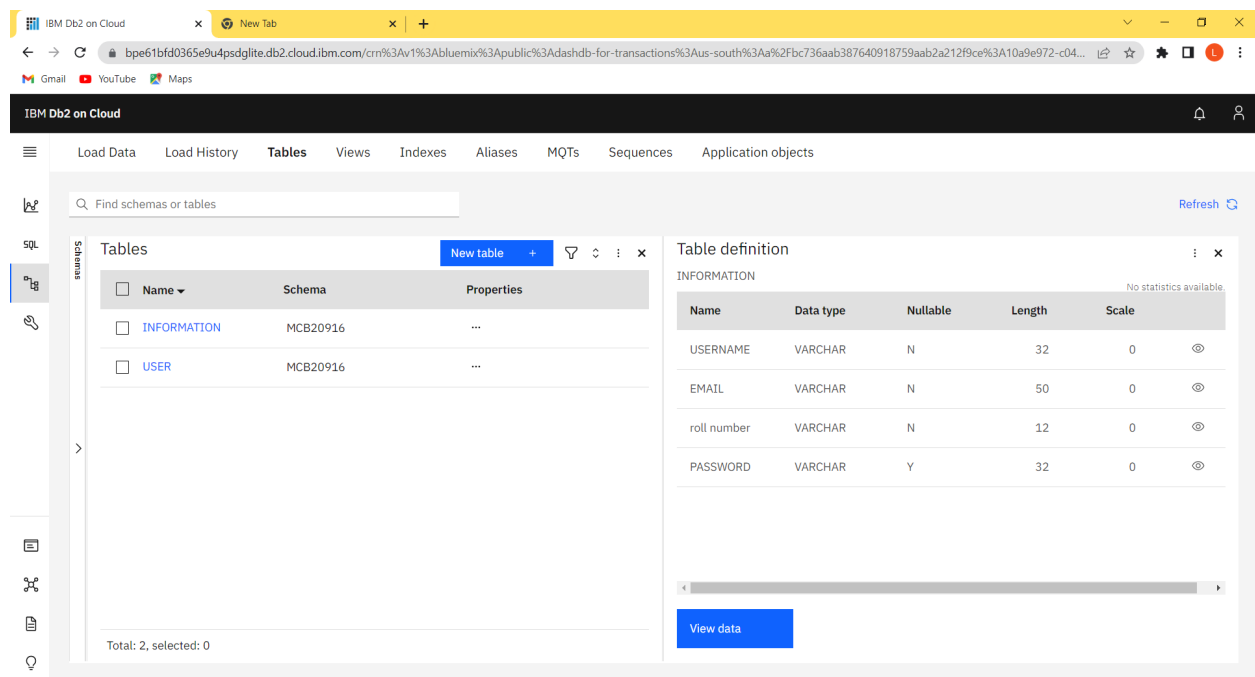 IBM Db2 on Cloud
New Tab
bpe61bfd0365e9u4psdglite.db2.cloud.ibm.com/crn%3Av1%3Abluemix%3Apublic%3Adashdb-for-transactions%3Aus-south%3Aa%2Fbc736aab387640918759aab2a212f9ce%3A10a9e972-c04...
L
Gmail YouTube Maps
IBM Db2 on Cloud
Load Data Load History Tables Views Indexes Aliases MQTs Sequences Application objects
Find schemas or tables
Refresh
SQL
Schemas
Tables
New table +
Name Schema Properties
INFORMATION MCB20916 ...
USER MCB20916 ...
Total: 2, selected: 0
Table definition
INFORMATION
No statistics available.
Name Data type Nullable Length Scale
USERNAME VARCHAR N 32 0
EMAIL VARCHAR N 50 0
roll number VARCHAR N 12 0
PASSWORD VARCHAR Y 32 0
View data